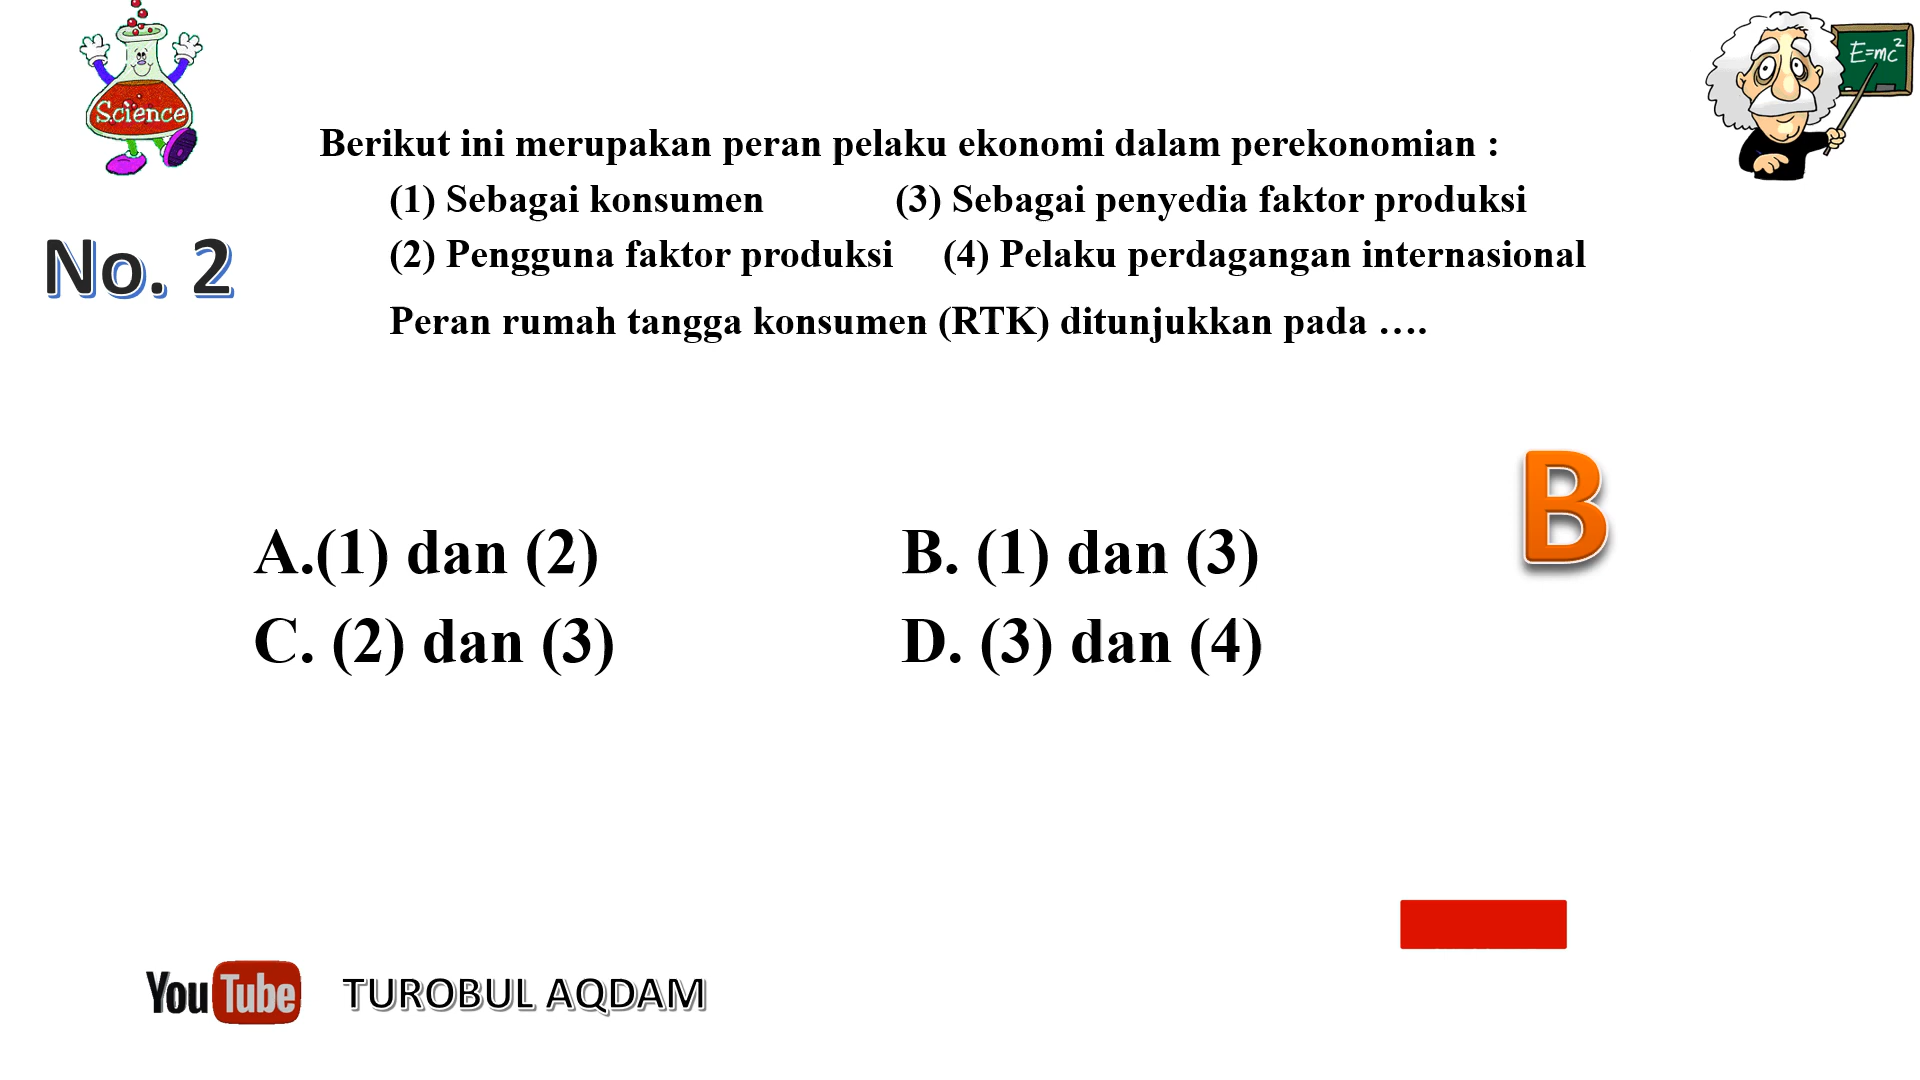 Science
E=mc²
Berikut ini merupakan peran pelaku ekonomi dalam perekonomian :
(1) Sebagai konsumen (3) Sebagai penyedia faktor produksi
No. 2
(2) Pengguna faktor produksi (4) Pelaku perdagangan internasional
Peran rumah tangga konsumen (RTK) ditunjukkan pada ….
B
A.(1) dan (2) B. (1) dan (3)
C. (2) dan (3) D. (3) dan (4)
YouTube TUROBUL AQDAM